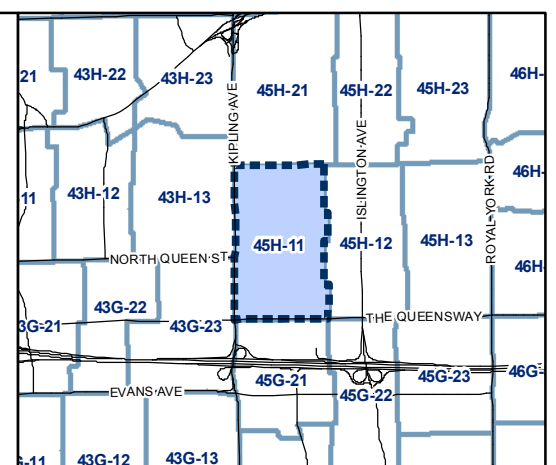 21
43H-22
43H-23
45H-21
45H-22
45H-23
46H-
KIPLING AVE
ISLINGTON AVE
ROYAL YORK RD
11
43H-12
43H-13
45H-11
45H-12
45H-13
46H-
46H-
NORTH QUEEN ST
43G-22
3G-21
43G-23
THE QUEENSWAY
45G-21
45G-22
45G-23
46G-
EVANS AVE
G-11
43G-12
43G-13